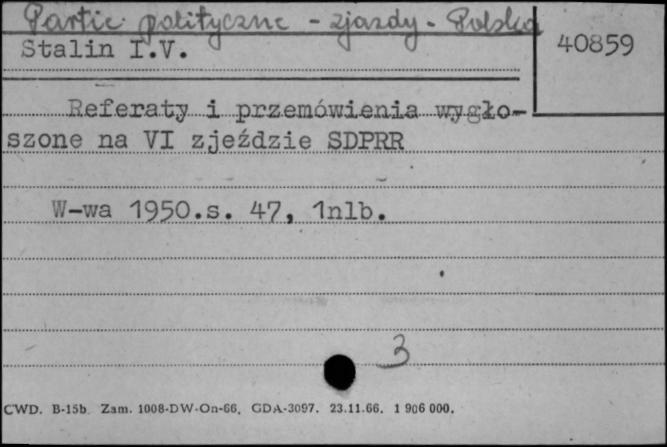 Partie polityczne - zjazdy - Polska
Stalin I.V.
40859
Referaty i przemówienia wygło-
szone na VI zjeździe SDPRR
W-wa 1950.s. 47, 1nlb.
3
CWD. B-15b. Zam. 1008-DW-On-66. GDA-3097. 23.11.66. 1 906 000.